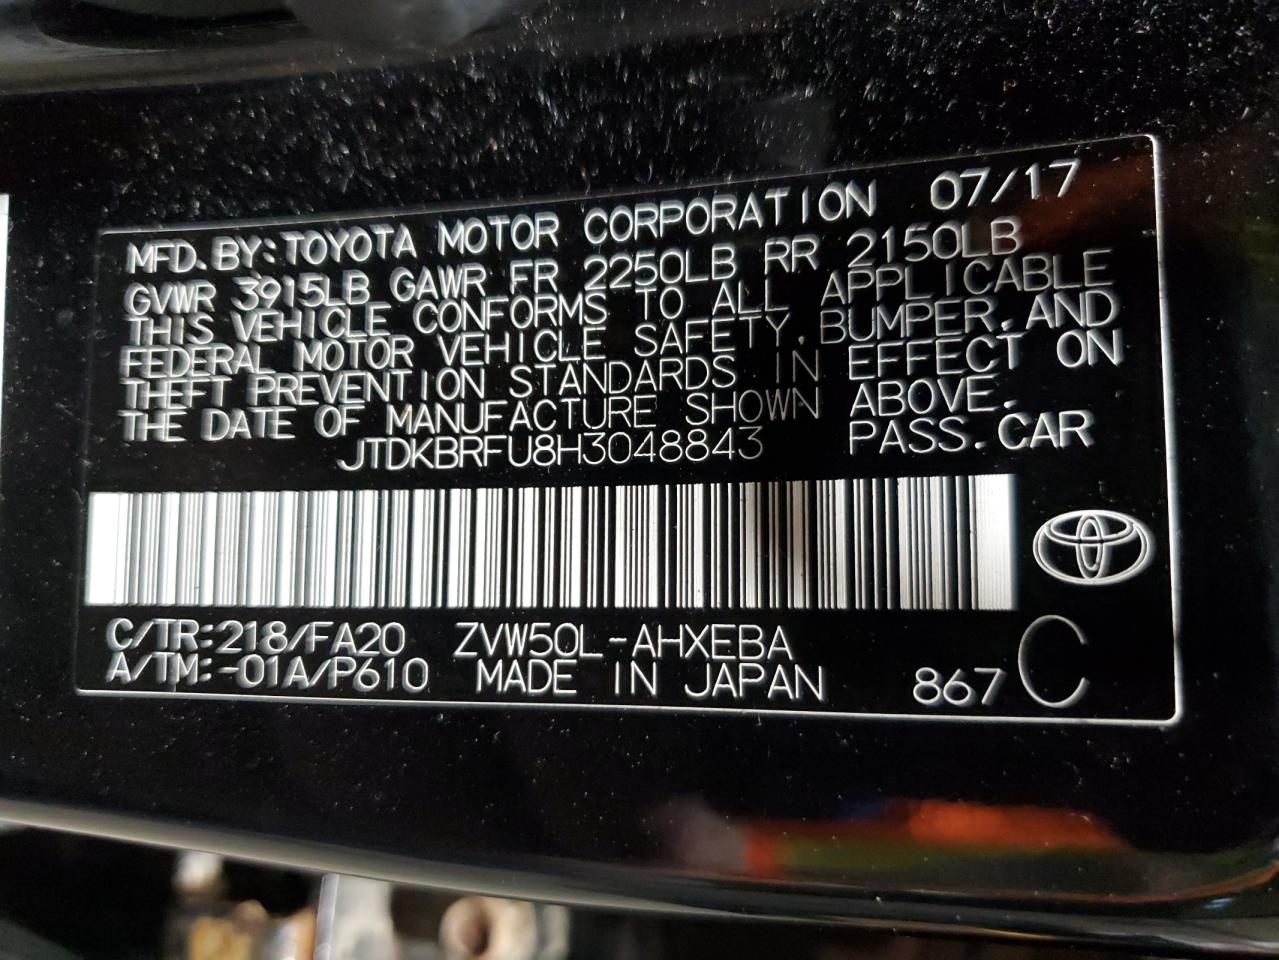 MFD. BY: TOYOTA MOTOR CORPORATION 07/17
GVWR 3915LB GAWR FR 2250LB RR 2150LB
THIS VEHICLE CONFORMS TO ALL APPLICABLE
FEDERAL MOTOR VEHICLE SAFETY, BUMPER, AND
THEFT PREVENTION STANDARDS IN EFFECT ON
THE DATE OF MANUFACTURE SHOWN ABOVE.
JTDKBRFU8H3048843 PASS. CAR
C/TR: 218/FA20 ZVW50L-AHXEBA
A/TM: -01A/P610 MADE IN JAPAN 867 C